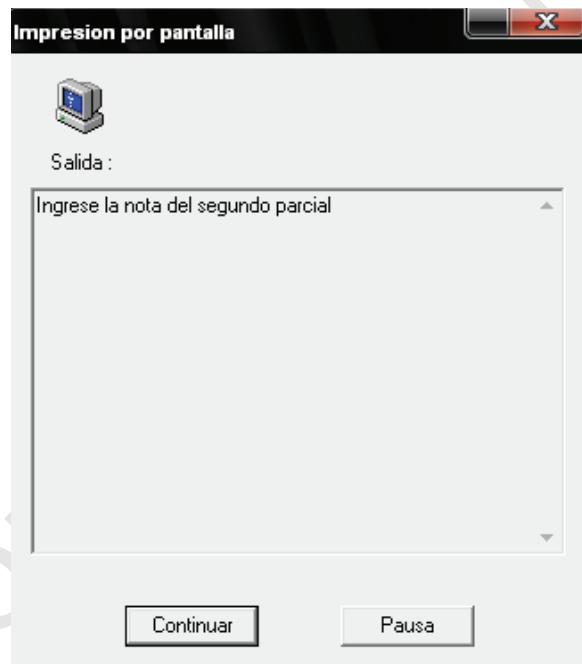 Impresion por pantalla
Salida :
Ingrese la nota del segundo parcial
Continuar
Pausa